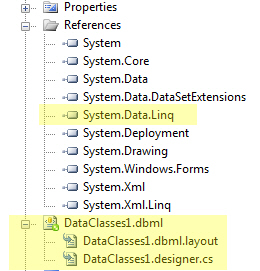 Properties
References
System
System.Core
System.Data
System.Data.DataSetExtensions
System.Data.Linq
System.Deployment
System.Drawing
System.Windows.Forms
System.Xml
System.Xml.Linq
DataClasses1.dbml
DataClasses1.dbml.layout
DataClasses1.designer.cs